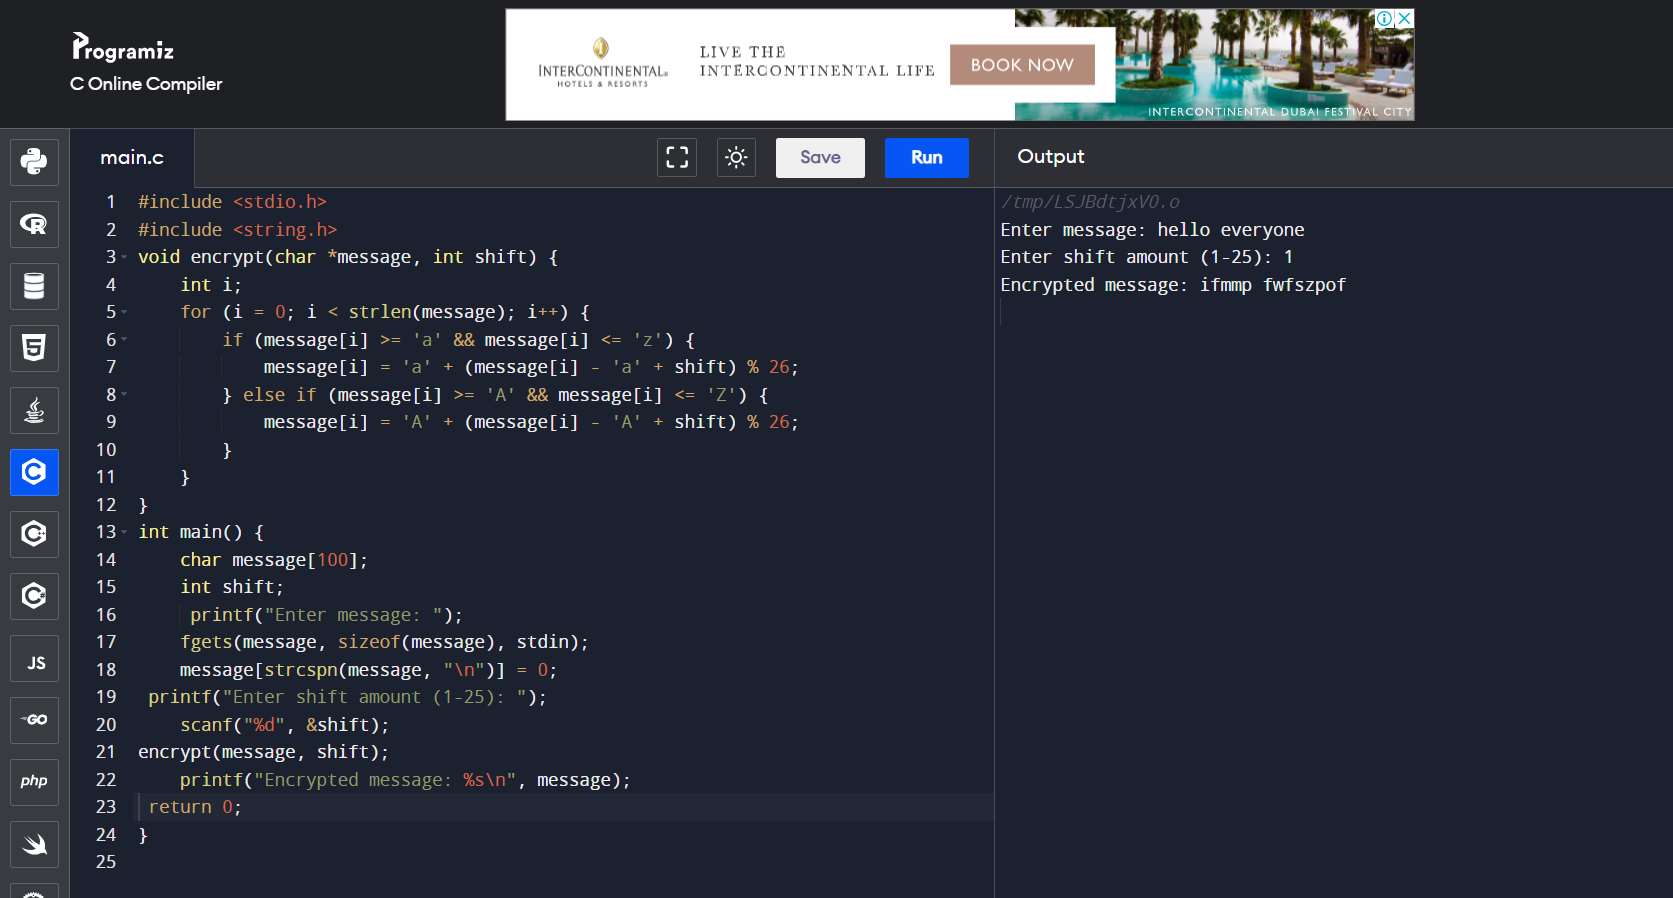 Programiz
C Online Compiler
INTERCONTINENTAL®
HOTELS & RESORTS
LIVE THE
INTERCONTINENTAL LIFE
BOOK NOW
INTERCONTINENTAL DUBAI FESTIVAL CITY
main.c
Save
Run
Output
1 #include <stdio.h>
2 #include <string.h>
3 void encrypt(char *message, int shift) {
4     int i;
5     for (i = 0; i < strlen(message); i++) {
6         if (message[i] >= 'a' && message[i] <= 'z') {
7             message[i] = 'a' + (message[i] - 'a' + shift) % 26;
8         } else if (message[i] >= 'A' && message[i] <= 'Z') {
9             message[i] = 'A' + (message[i] - 'A' + shift) % 26;
10         }
11     }
12 }
13 int main() {
14     char message[100];
15     int shift;
16      printf("Enter message: ");
17     fgets(message, sizeof(message), stdin);
18     message[strcspn(message, "\n")] = 0;
19  printf("Enter shift amount (1-25): ");
20     scanf("%d", &shift);
21 encrypt(message, shift);
22     printf("Encrypted message: %s\n", message);
23  return 0;
24 }
25
/tmp/LSJBdtjxV0.o
Enter message: hello everyone
Enter shift amount (1-25): 1
Encrypted message: ifmmp fwfszpof
R
5
C
C++
C#
JS
GO
php